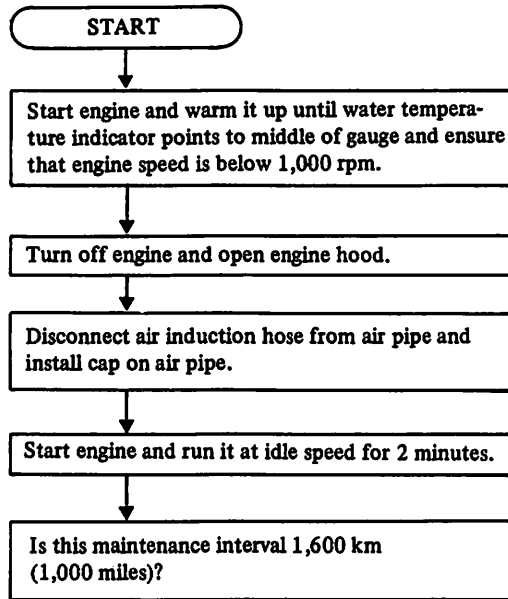 START
Start engine and warm it up until water tempera-
ture indicator points to middle of gauge and ensure
that engine speed is below 1,000 rpm.
Turn off engine and open engine hood.
Disconnect air induction hose from air pipe and
install cap on air pipe.
Start engine and run it at idle speed for 2 minutes.
Is this maintenance interval 1,600 km
(1,000 miles)?